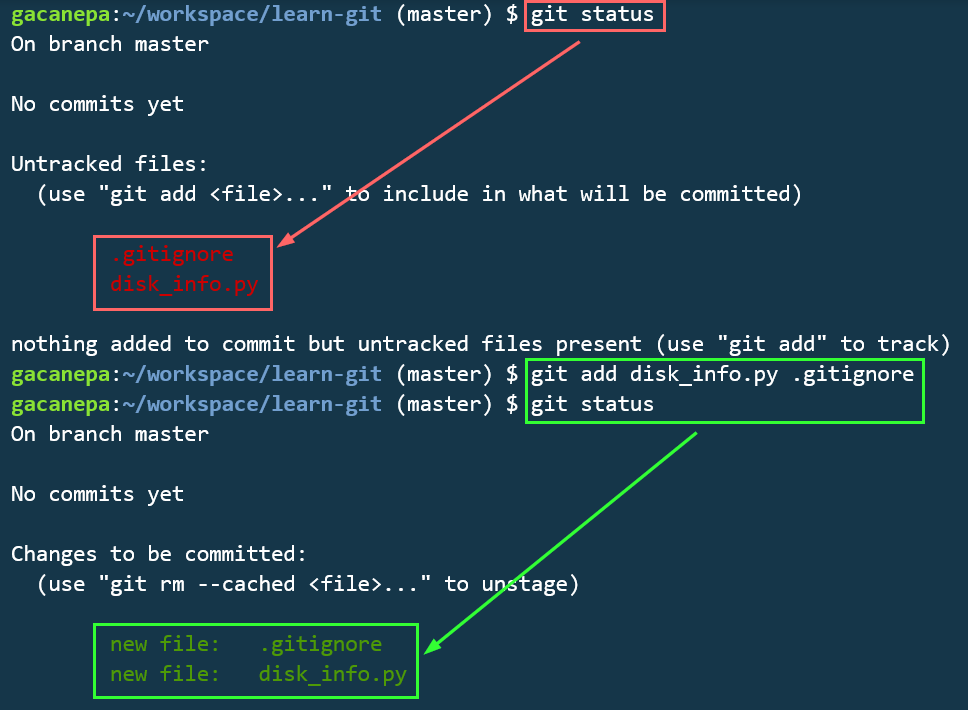 gacanepa:~/workspace/learn-git (master) $ git status
On branch master
No commits yet
Untracked files:
  (use "git add <file>..." to include in what will be committed)
        .gitignore
        disk_info.py
nothing added to commit but untracked files present (use "git add" to track)
gacanepa:~/workspace/learn-git (master) $ git add disk_info.py .gitignore
gacanepa:~/workspace/learn-git (master) $ git status
On branch master
No commits yet
Changes to be committed:
  (use "git rm --cached <file>..." to unstage)
        new file:   .gitignore
        new file:   disk_info.py